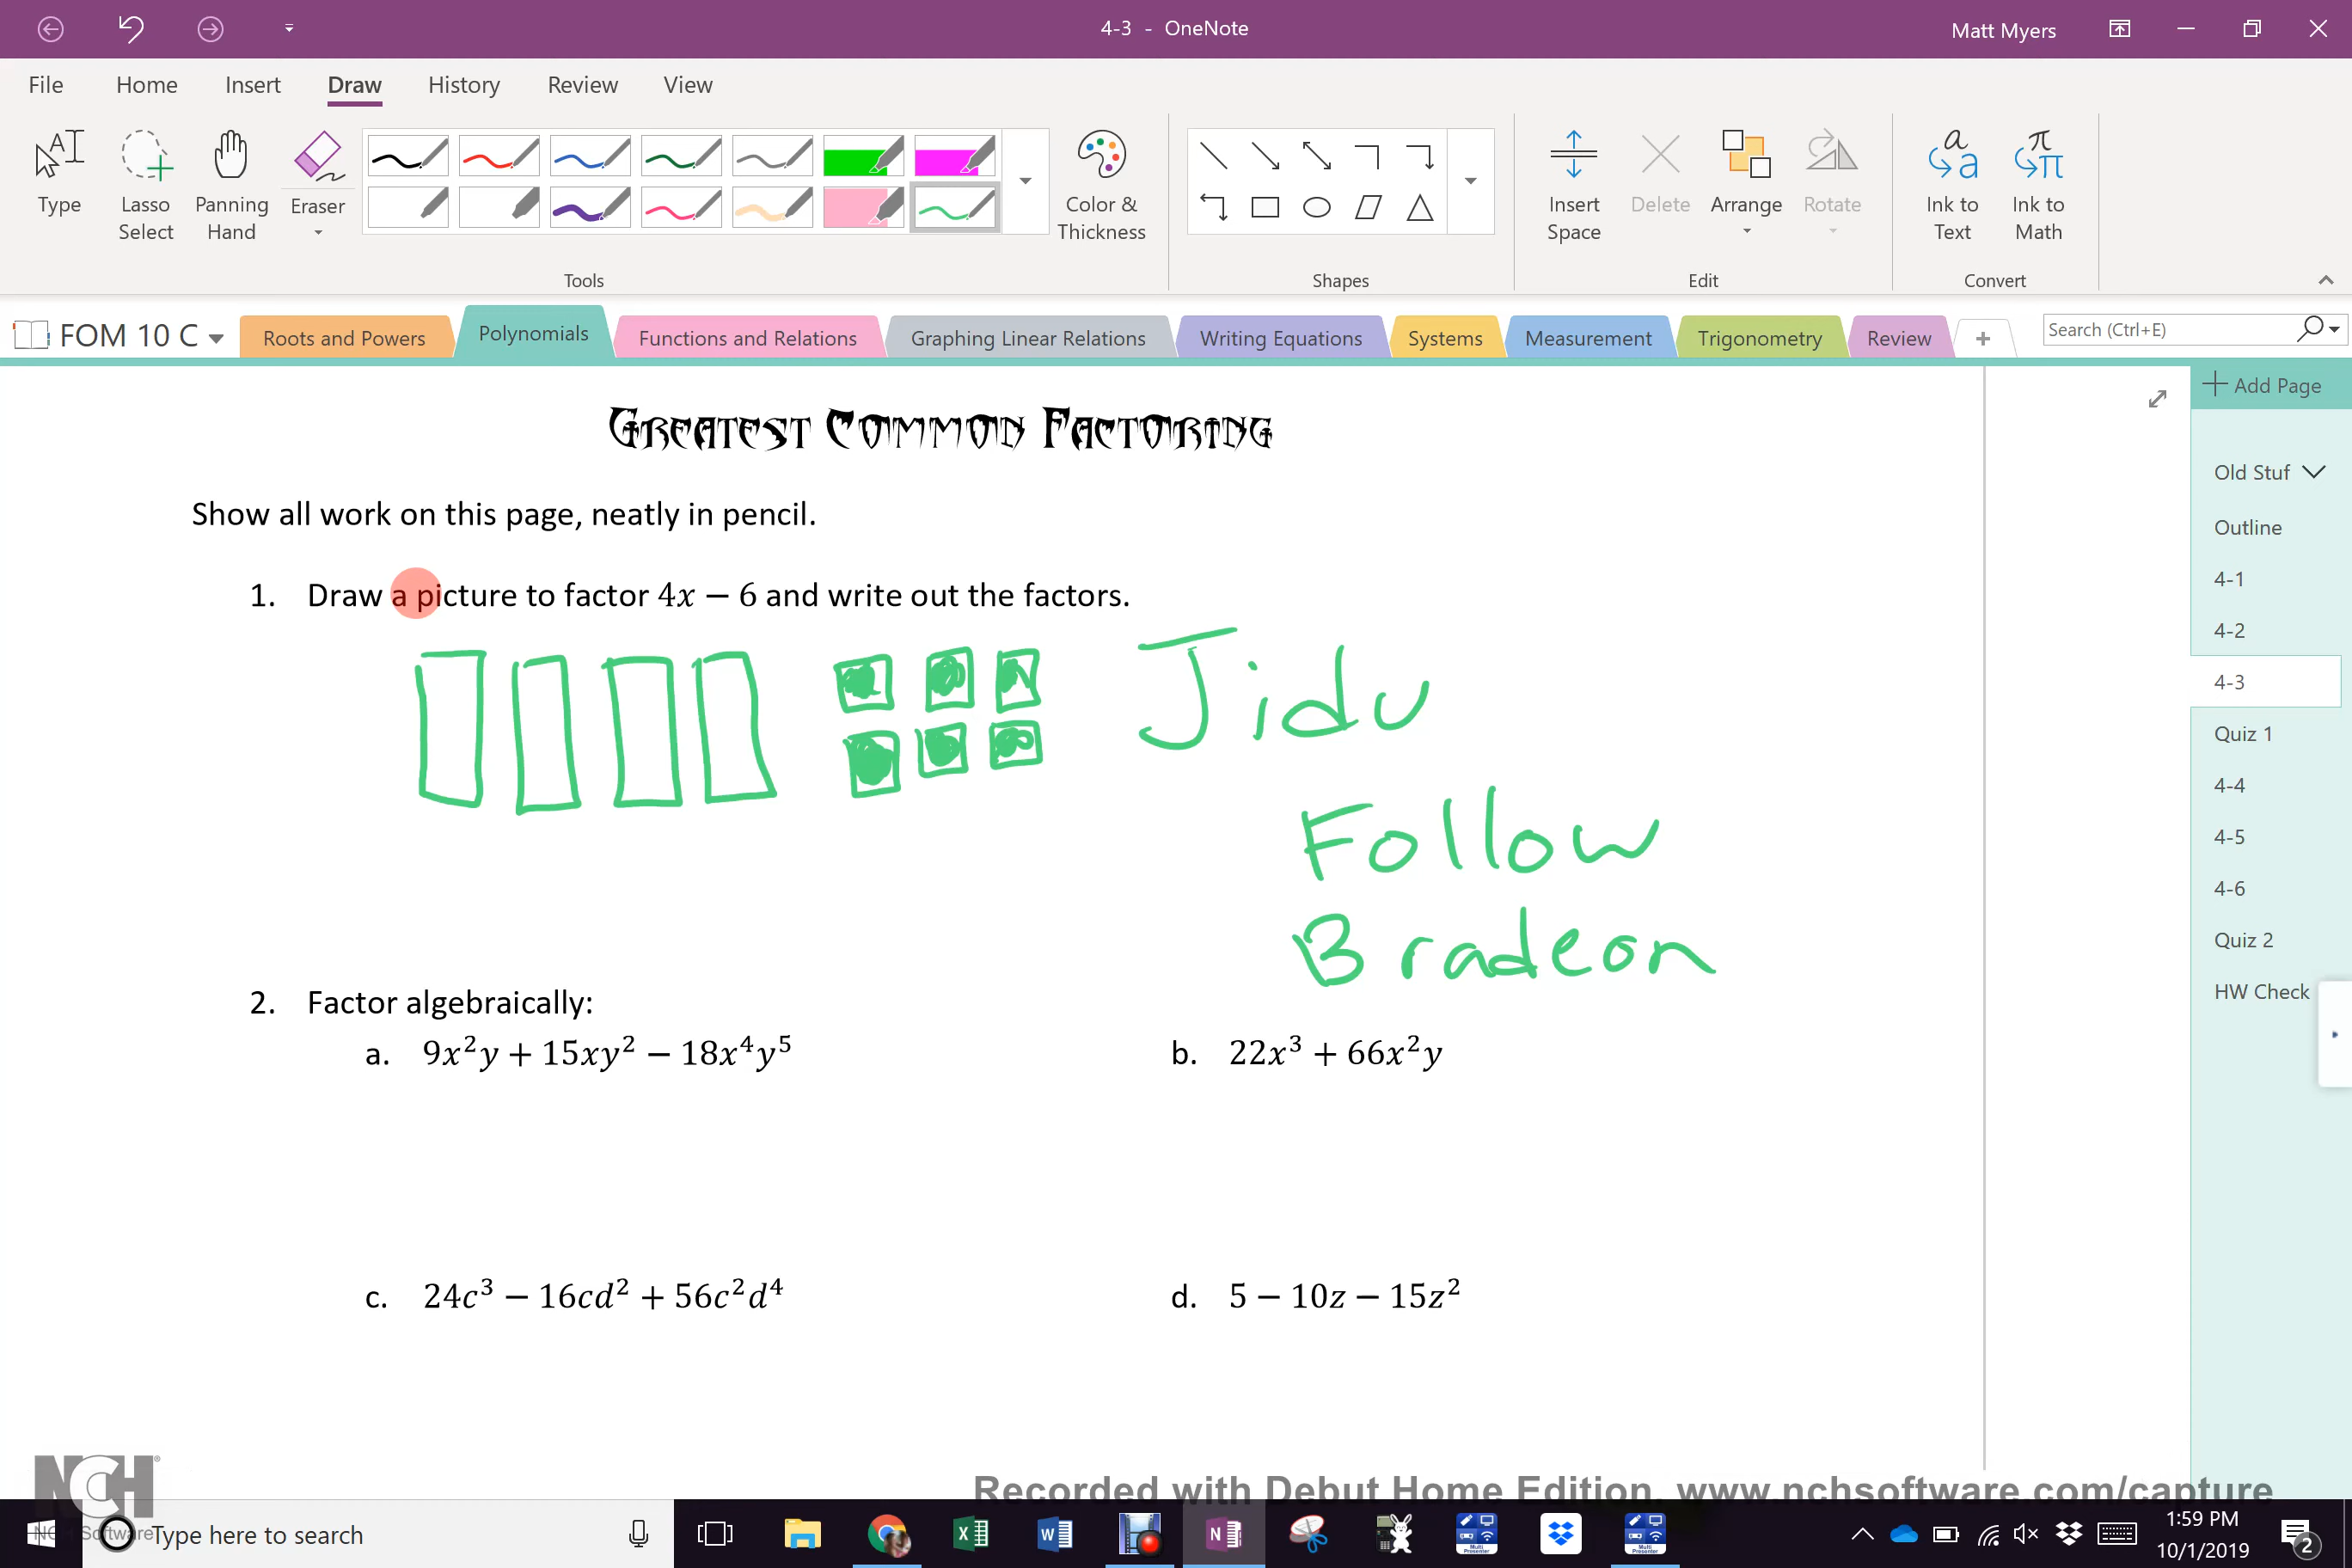 4-3 - OneNote
Matt Myers
File Home Insert Draw History Review View
Type
Lasso Select
Panning Hand
Eraser
Color & Thickness
Insert Space
Delete
Arrange
Rotate
Ink to Text
Ink to Math
Tools
Shapes
Edit
Convert
FOM 10 C
Roots and Powers
Polynomials
Functions and Relations
Graphing Linear Relations
Writing Equations
Systems
Measurement
Trigonometry
Review
Search (Ctrl+E)
Add Page
Old Stuf
Outline
4-1
4-2
4-3
Quiz 1
4-4
4-5
4-6
Quiz 2
HW Check
Greatest Common Factoring
Show all work on this page, neatly in pencil.
1. Draw a picture to factor 4x − 6 and write out the factors.
Jidu
Follow
Bradeon
2. Factor algebraically:
a. 9x²y + 15xy² − 18x⁴y⁵
b. 22x³ + 66x²y
c. 24c³ − 16cd² + 56c²d⁴
d. 5 − 10z − 15z²
NCH
NCH Software
Recorded with Debut Home Edition. www.nchsoftware.com/capture
Type here to search
1:59 PM
10/1/2019
2